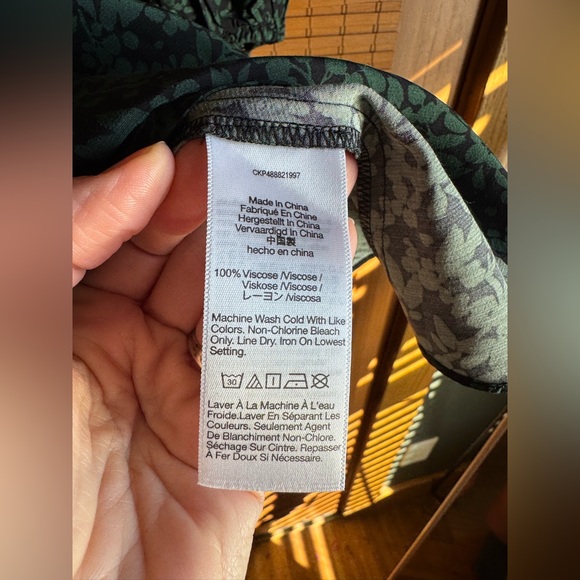 CKP488821997
Made in China
Fabriqué En Chine
Hergestellt in China
Vervaardigd in China
中国製
hecho en china
100% Viscose /Viscose /
Viskose /Viscose /
レーヨン /viscosa
Machine Wash Cold With Like
Colors. Non-Chlorine Bleach
Only. Line Dry. Iron On Lowest
Setting.
30
Laver À La Machine À L'eau
Froide.Laver En Séparant Les
Couleurs. Seulement Agent
De Blanchiment Non-Chlore.
Séchage Sur Cintre. Repasser
À Fer Doux Si Nécessaire.